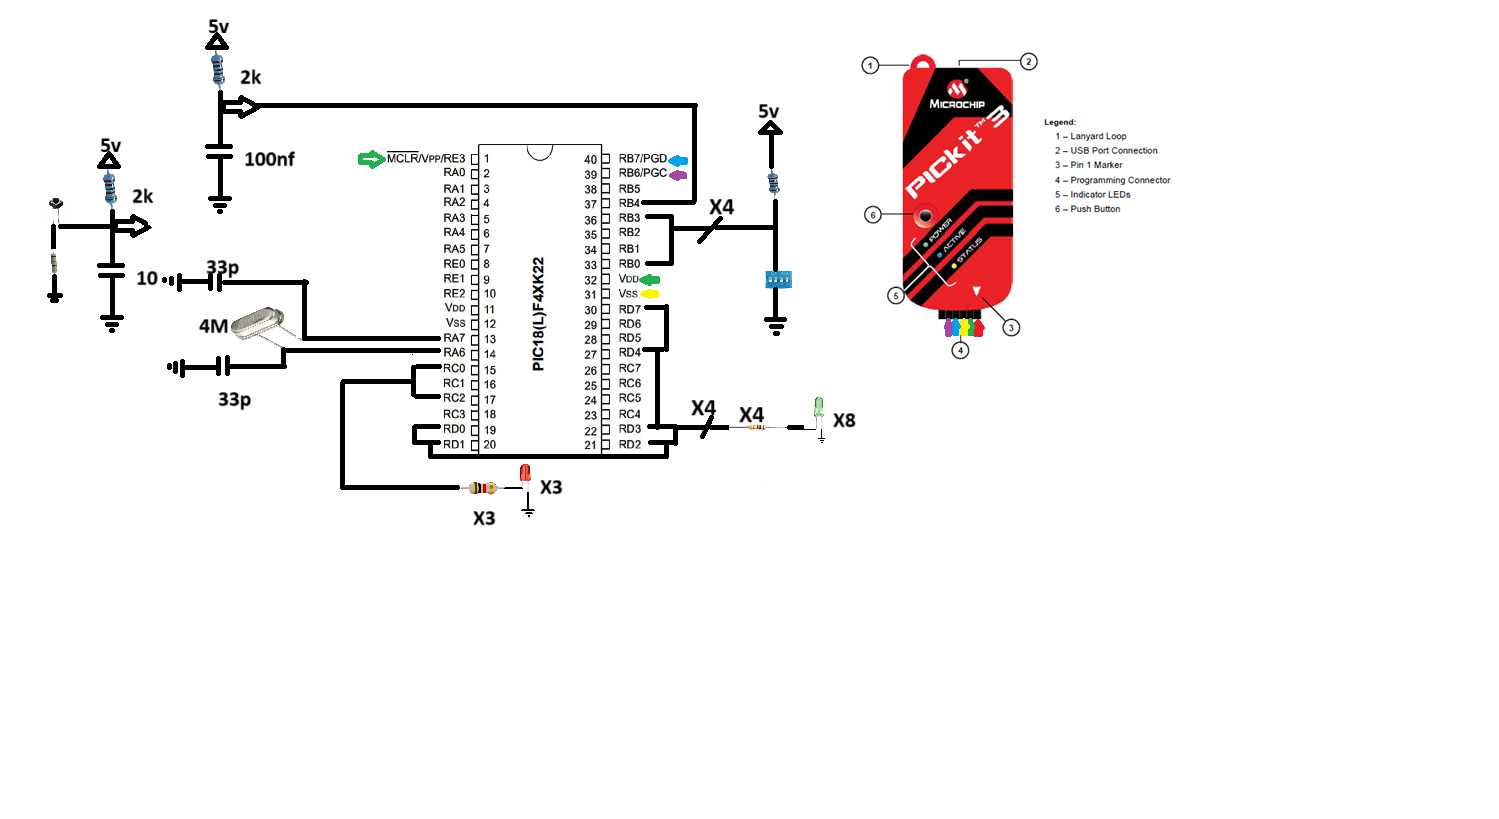 5v
2k
100nf
5v
2k
10
33p
4M
33p
MCLR/VPP/RE3 1
RA0 2
RA1 3
RA2 4
RA3 5
RA4 6
RA5 7
RE0 8
RE1 9
RE2 10
VDD 11
VSS 12
RA7 13
RA6 14
RC0 15
RC1 16
RC2 17
RC3 18
RD0 19
RD1 20
PIC18(L)F4XK22
40 RB7/PGD
39 RB6/PGC
38 RB5
37 RB4
36 RB3
35 RB2
34 RB1
33 RB0
32 VDD
31 VSS
30 RD7
29 RD6
28 RD5
27 RD4
26 RC7
25 RC6
24 RC5
23 RC4
22 RD3
21 RD2
5v
X4
X4
X4
X8
X3
X3
1
2
MICROCHIP
PICkit™ 3
6
POWER
ACTIVE
STATUS
5
3
4
Legend:
1 – Lanyard Loop
2 – USB Port Connection
3 – Pin 1 Marker
4 – Programming Connector
5 – Indicator LEDs
6 – Push Button